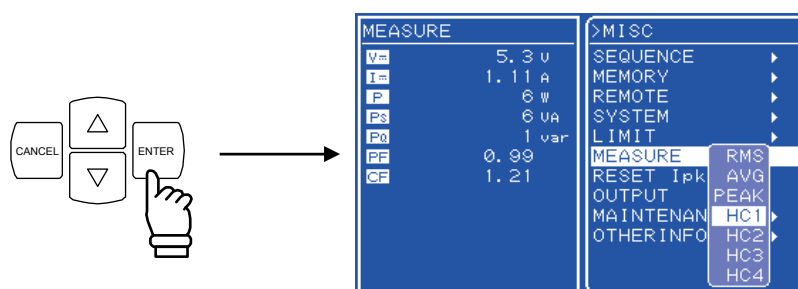 CANCEL
△
▽
ENTER
MEASURE
V= 5.3 V
I= 1.11 A
P 6 W
PS 6 VA
PQ 1 var
PF 0.99
CF 1.21
>MISC
SEQUENCE
MEMORY
REMOTE
SYSTEM
LIMIT
MEASURE RMS
RESET Ipk AVG
OUTPUT PEAK
MAINTENAN HC1
OTHERINFO HC2
HC3
HC4